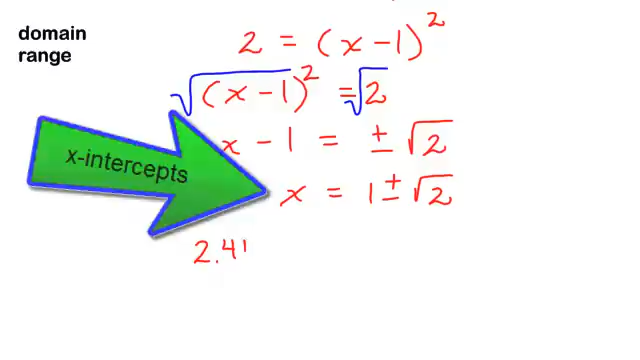 domain
range
2 = (x - 1)²
√(x - 1)² = √2
x - 1 = ± √2
x-intercepts
x = 1 ± √2
2.41